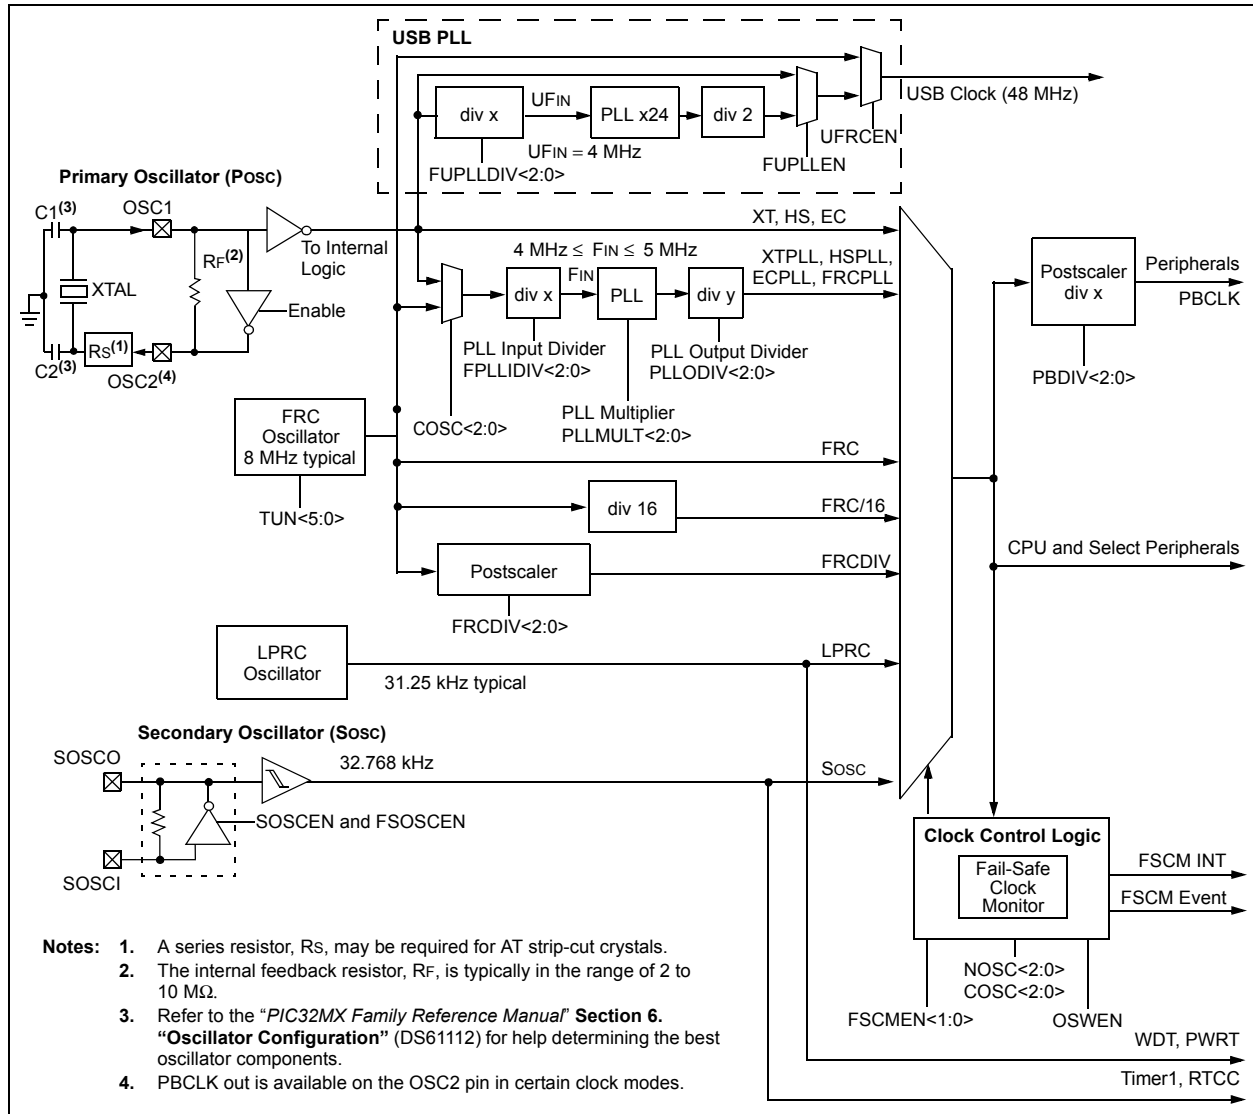 USB PLL
div x
UFIN
PLL x24
div 2
UFIN = 4 MHz
FUPLLDIV<2:0>
FUPLLEN
UFRCEN
USB Clock (48 MHz)
Primary Oscillator (POSC)
C1(3)
OSC1
XTAL
RF(2)
To Internal
Logic
Enable
C2(3)
RS(1)
OSC2(4)
XT, HS, EC
4 MHz ≤ FIN ≤ 5 MHz
FIN
div x
PLL
div y
XTPLL, HSPLL,
ECPLL, FRCPLL
PLL Input Divider
FPLLIDIV<2:0>
PLL Output Divider
PLLODIV<2:0>
COSC<2:0>
PLL Multiplier
PLLMULT<2:0>
Postscaler
div x
Peripherals
PBCLK
PBDIV<2:0>
FRC
Oscillator
8 MHz typical
TUN<5:0>
FRC
div 16
FRC/16
Postscaler
FRCDIV
FRCDIV<2:0>
CPU and Select Peripherals
LPRC
Oscillator
31.25 kHz typical
LPRC
Secondary Oscillator (SOSC)
SOSCO
32.768 kHz
SOSC
SOSCEN and FSOSCEN
SOSCI
Clock Control Logic
Fail-Safe
Clock
Monitor
FSCM INT
FSCM Event
NOSC<2:0>
COSC<2:0>
FSCMEN<1:0>
OSWEN
WDT, PWRT
Timer1, RTCC
Notes: 1. A series resistor, RS, may be required for AT strip-cut crystals.
2. The internal feedback resistor, RF, is typically in the range of 2 to
10 MΩ.
3. Refer to the “PIC32MX Family Reference Manual” Section 6.
“Oscillator Configuration” (DS61112) for help determining the best
oscillator components.
4. PBCLK out is available on the OSC2 pin in certain clock modes.